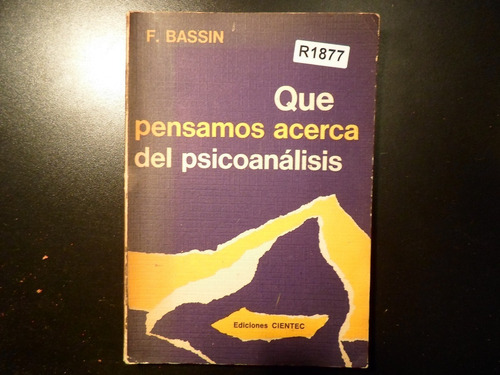 F. BASSIN
R1877
Que
pensamos acerca
del psicoanálisis
Ediciones CIENTEC